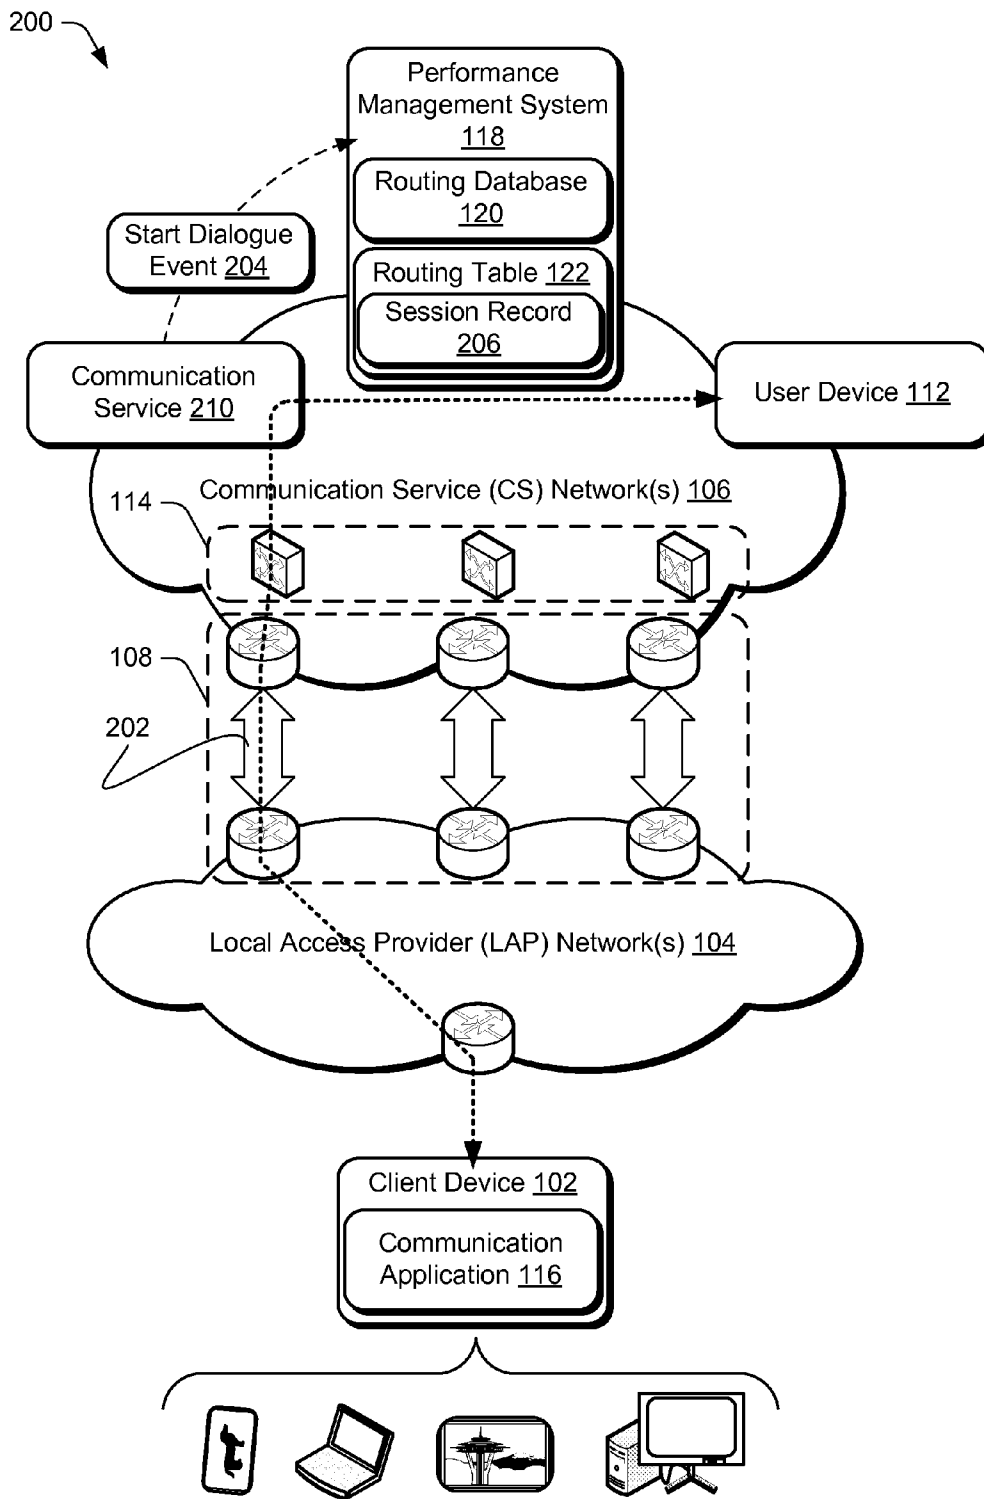 200
Performance
Management System
118
Routing Database
120
Start Dialogue
Event 204
Routing Table 122
Session Record
206
Communication
Service 210
User Device 112
Communication Service (CS) Network(s) 106
114
108
202
Local Access Provider (LAP) Network(s) 104
Client Device 102
Communication
Application 116